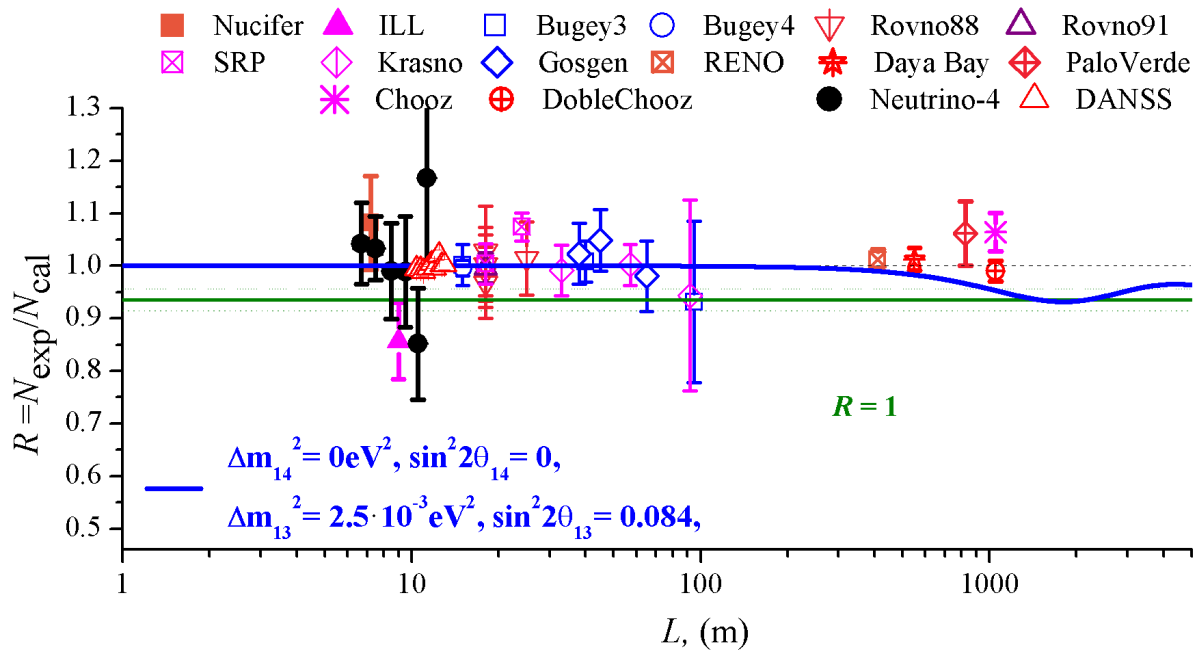 Nucifer ILL Bugey3 Bugey4 Rovno88 Rovno91
SRP Krasno Gosgen RENO Daya Bay PaloVerde
Chooz DobleChooz Neutrino-4 DANSS
1.3
1.2
1.1
1.0
0.9
0.8
0.7
0.6
0.5
R = N_exp/N_cal
R = 1
Δm₁₄² = 0eV², sin²2θ₁₄ = 0,
Δm₁₃² = 2.5·10⁻³eV², sin²2θ₁₃ = 0.084,
1 10 100 1000
L, (m)